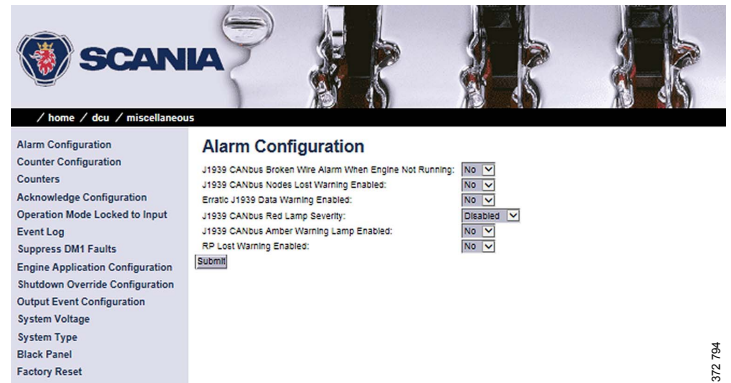 SCANIA
/ home / dcu / miscellaneous
Alarm Configuration
Counter Configuration
Counters
Acknowledge Configuration
Operation Mode Locked to Input
Event Log
Suppress DM1 Faults
Engine Application Configuration
Shutdown Override Configuration
Output Event Configuration
System Voltage
System Type
Black Panel
Factory Reset
Alarm Configuration
J1939 CANbus Broken Wire Alarm When Engine Not Running: No
J1939 CANbus Nodes Lost Warning Enabled: No
Erratic J1939 Data Warning Enabled: No
J1939 CANbus Red Lamp Severity: Disabled
J1939 CANbus Amber Warning Lamp Enabled: No
RP Lost Warning Enabled: No
Submit
372 794